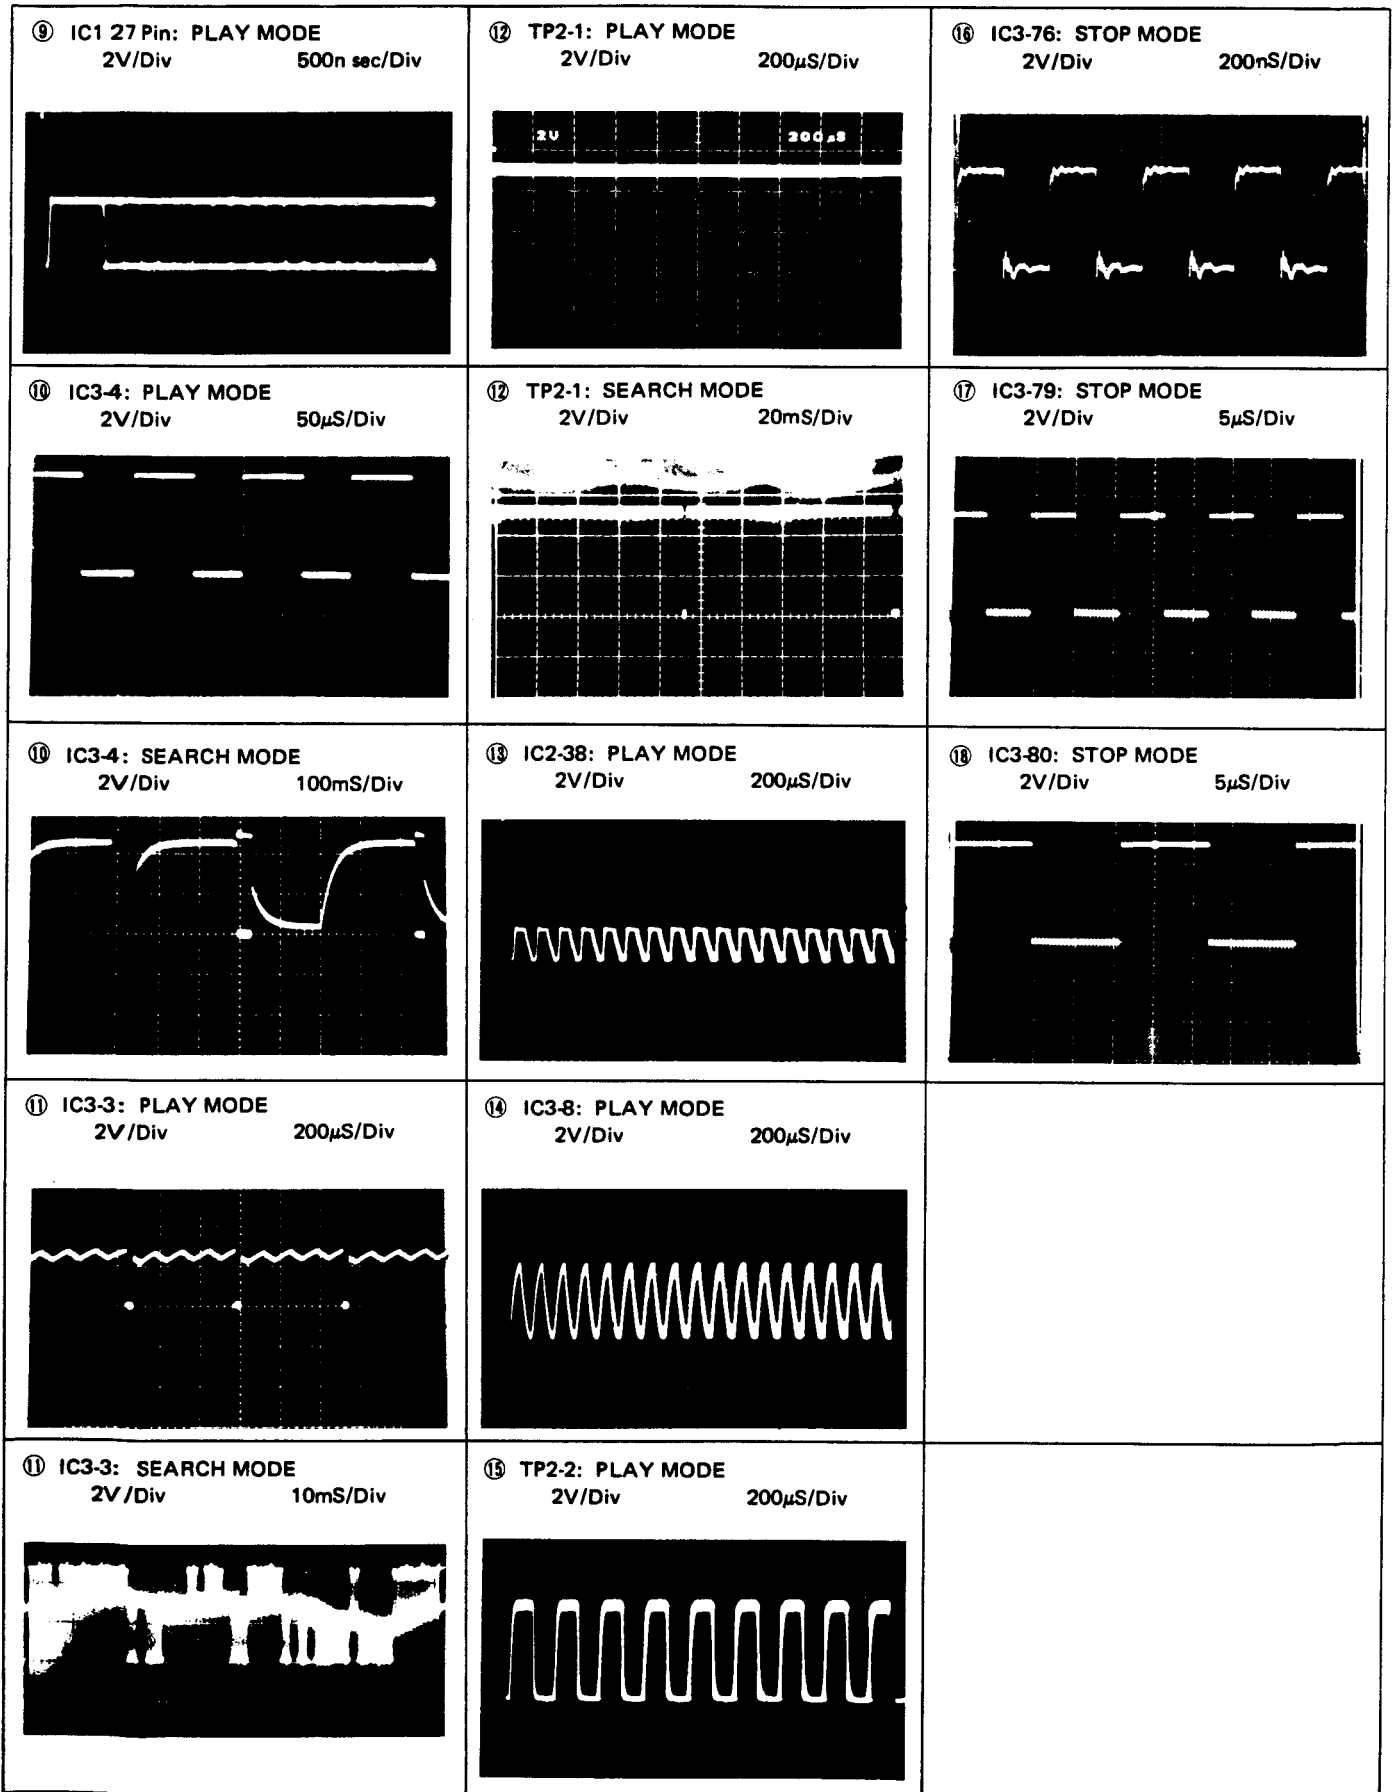 ⑨ IC1 27 Pin: PLAY MODE
2V/Div 500n sec/Div
⑩ IC3-4: PLAY MODE
2V/Div 50µS/Div
⑩ IC3-4: SEARCH MODE
2V/Div 100mS/Div
⑪ IC3-3: PLAY MODE
2V/Div 200µS/Div
⑪ IC3-3: SEARCH MODE
2V/Div 10mS/Div
⑫ TP2-1: PLAY MODE
2V/Div 200µS/Div
2V 200µS
⑫ TP2-1: SEARCH MODE
2V/Div 20mS/Div
⑬ IC2-38: PLAY MODE
2V/Div 200µS/Div
⑭ IC3-8: PLAY MODE
2V/Div 200µS/Div
⑮ TP2-2: PLAY MODE
2V/Div 200µS/Div
⑯ IC3-76: STOP MODE
2V/Div 200nS/Div
⑰ IC3-79: STOP MODE
2V/Div 5µS/Div
⑱ IC3-80: STOP MODE
2V/Div 5µS/Div